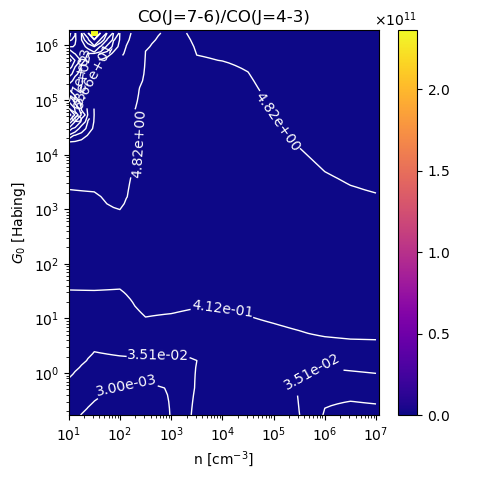 CO(J=7-6)/CO(J=4-3)
×10¹¹
G₀ [Habing]
10⁶
10⁵
10⁴
10³
10²
10¹
10⁰
4.82e+00
4.82e+00
4.12e-01
3.51e-02
3.51e-02
3.00e-03
10¹ 10² 10³ 10⁴ 10⁵ 10⁶ 10⁷
n [cm⁻³]
2.0
1.5
1.0
0.5
0.0